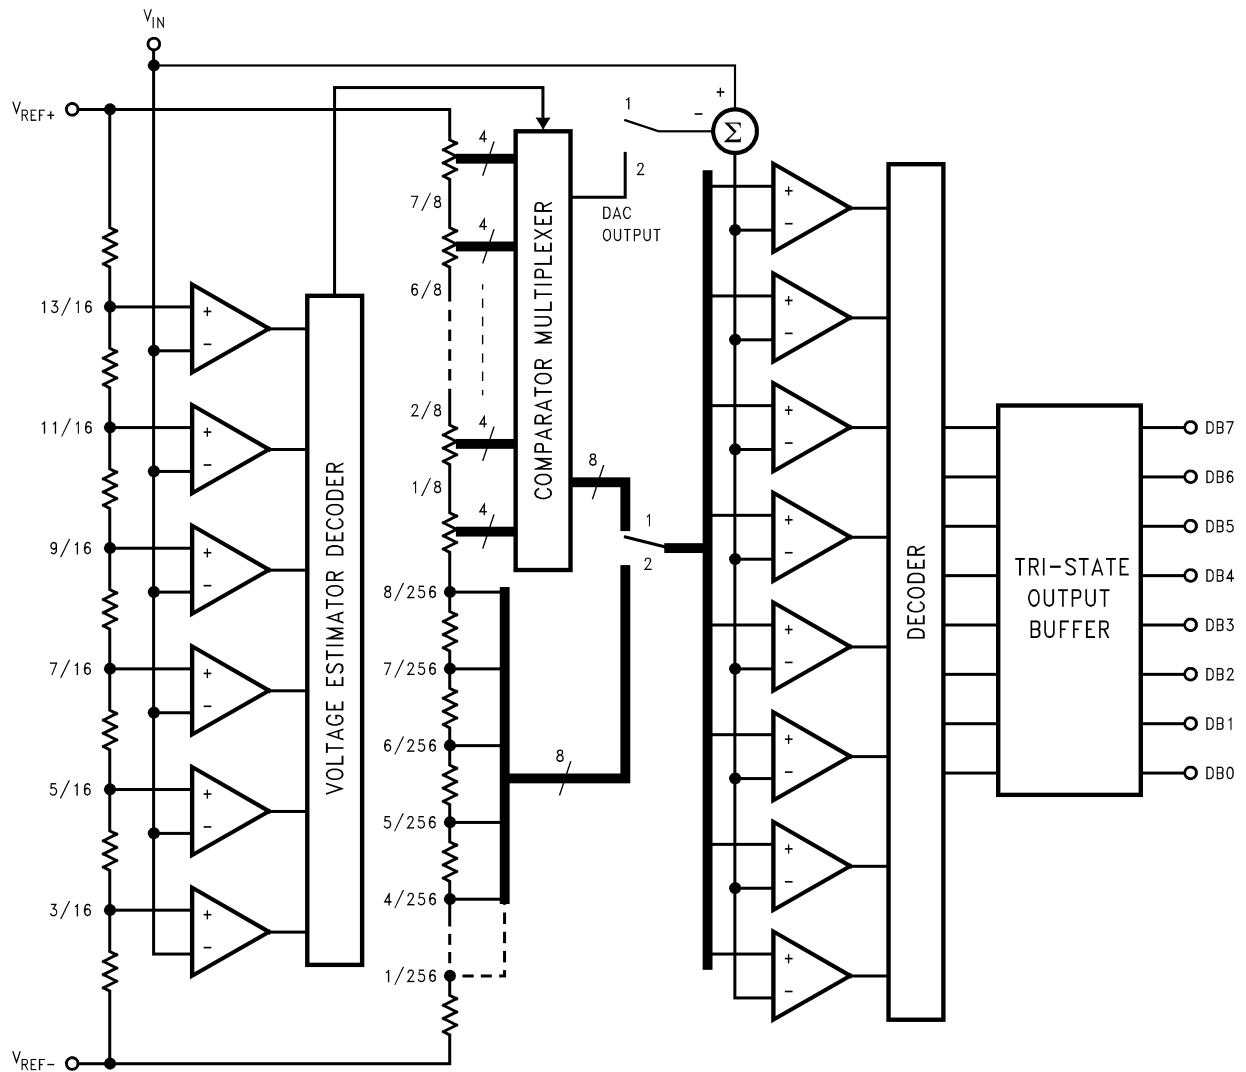 VIN
VREF+
+
−
1
Σ
4
2
7/8
DAC
OUTPUT
4
6/8
13/16
+
−
2/8
4
11/16
+
−
8
1/8
4
1
2
9/16
+
−
8/256
7/256
7/16
+
−
6/256
8
5/16
+
−
5/256
4/256
3/16
+
−
1/256
VREF−
VOLTAGE ESTIMATOR DECODER
COMPARATOR MULTIPLEXER
+
−
+
−
+
−
+
−
+
−
+
−
+
−
+
−
DECODER
TRI−STATE
OUTPUT
BUFFER
DB7
DB6
DB5
DB4
DB3
DB2
DB1
DB0